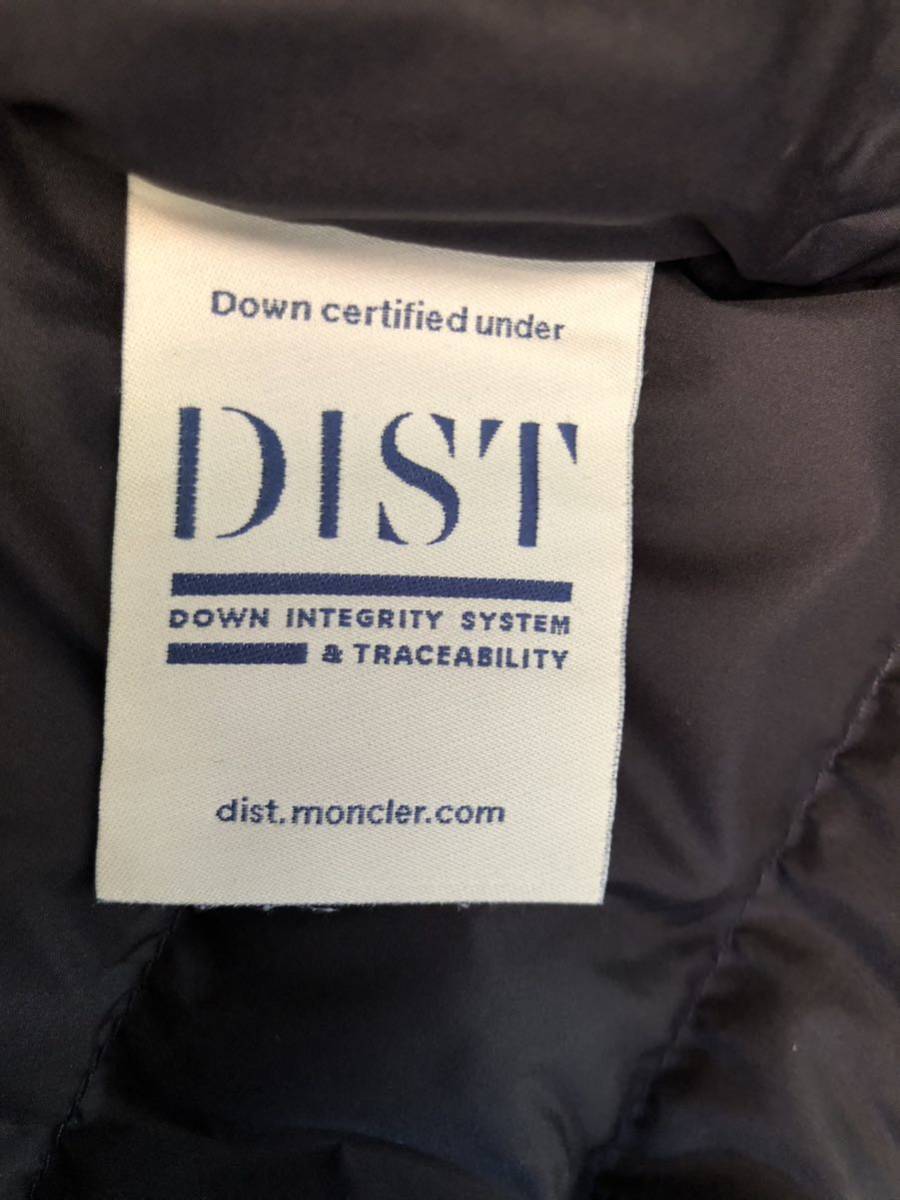 Down certified under
DIST
DOWN INTEGRITY SYSTEM
& TRACEABILITY
dist.moncler.com